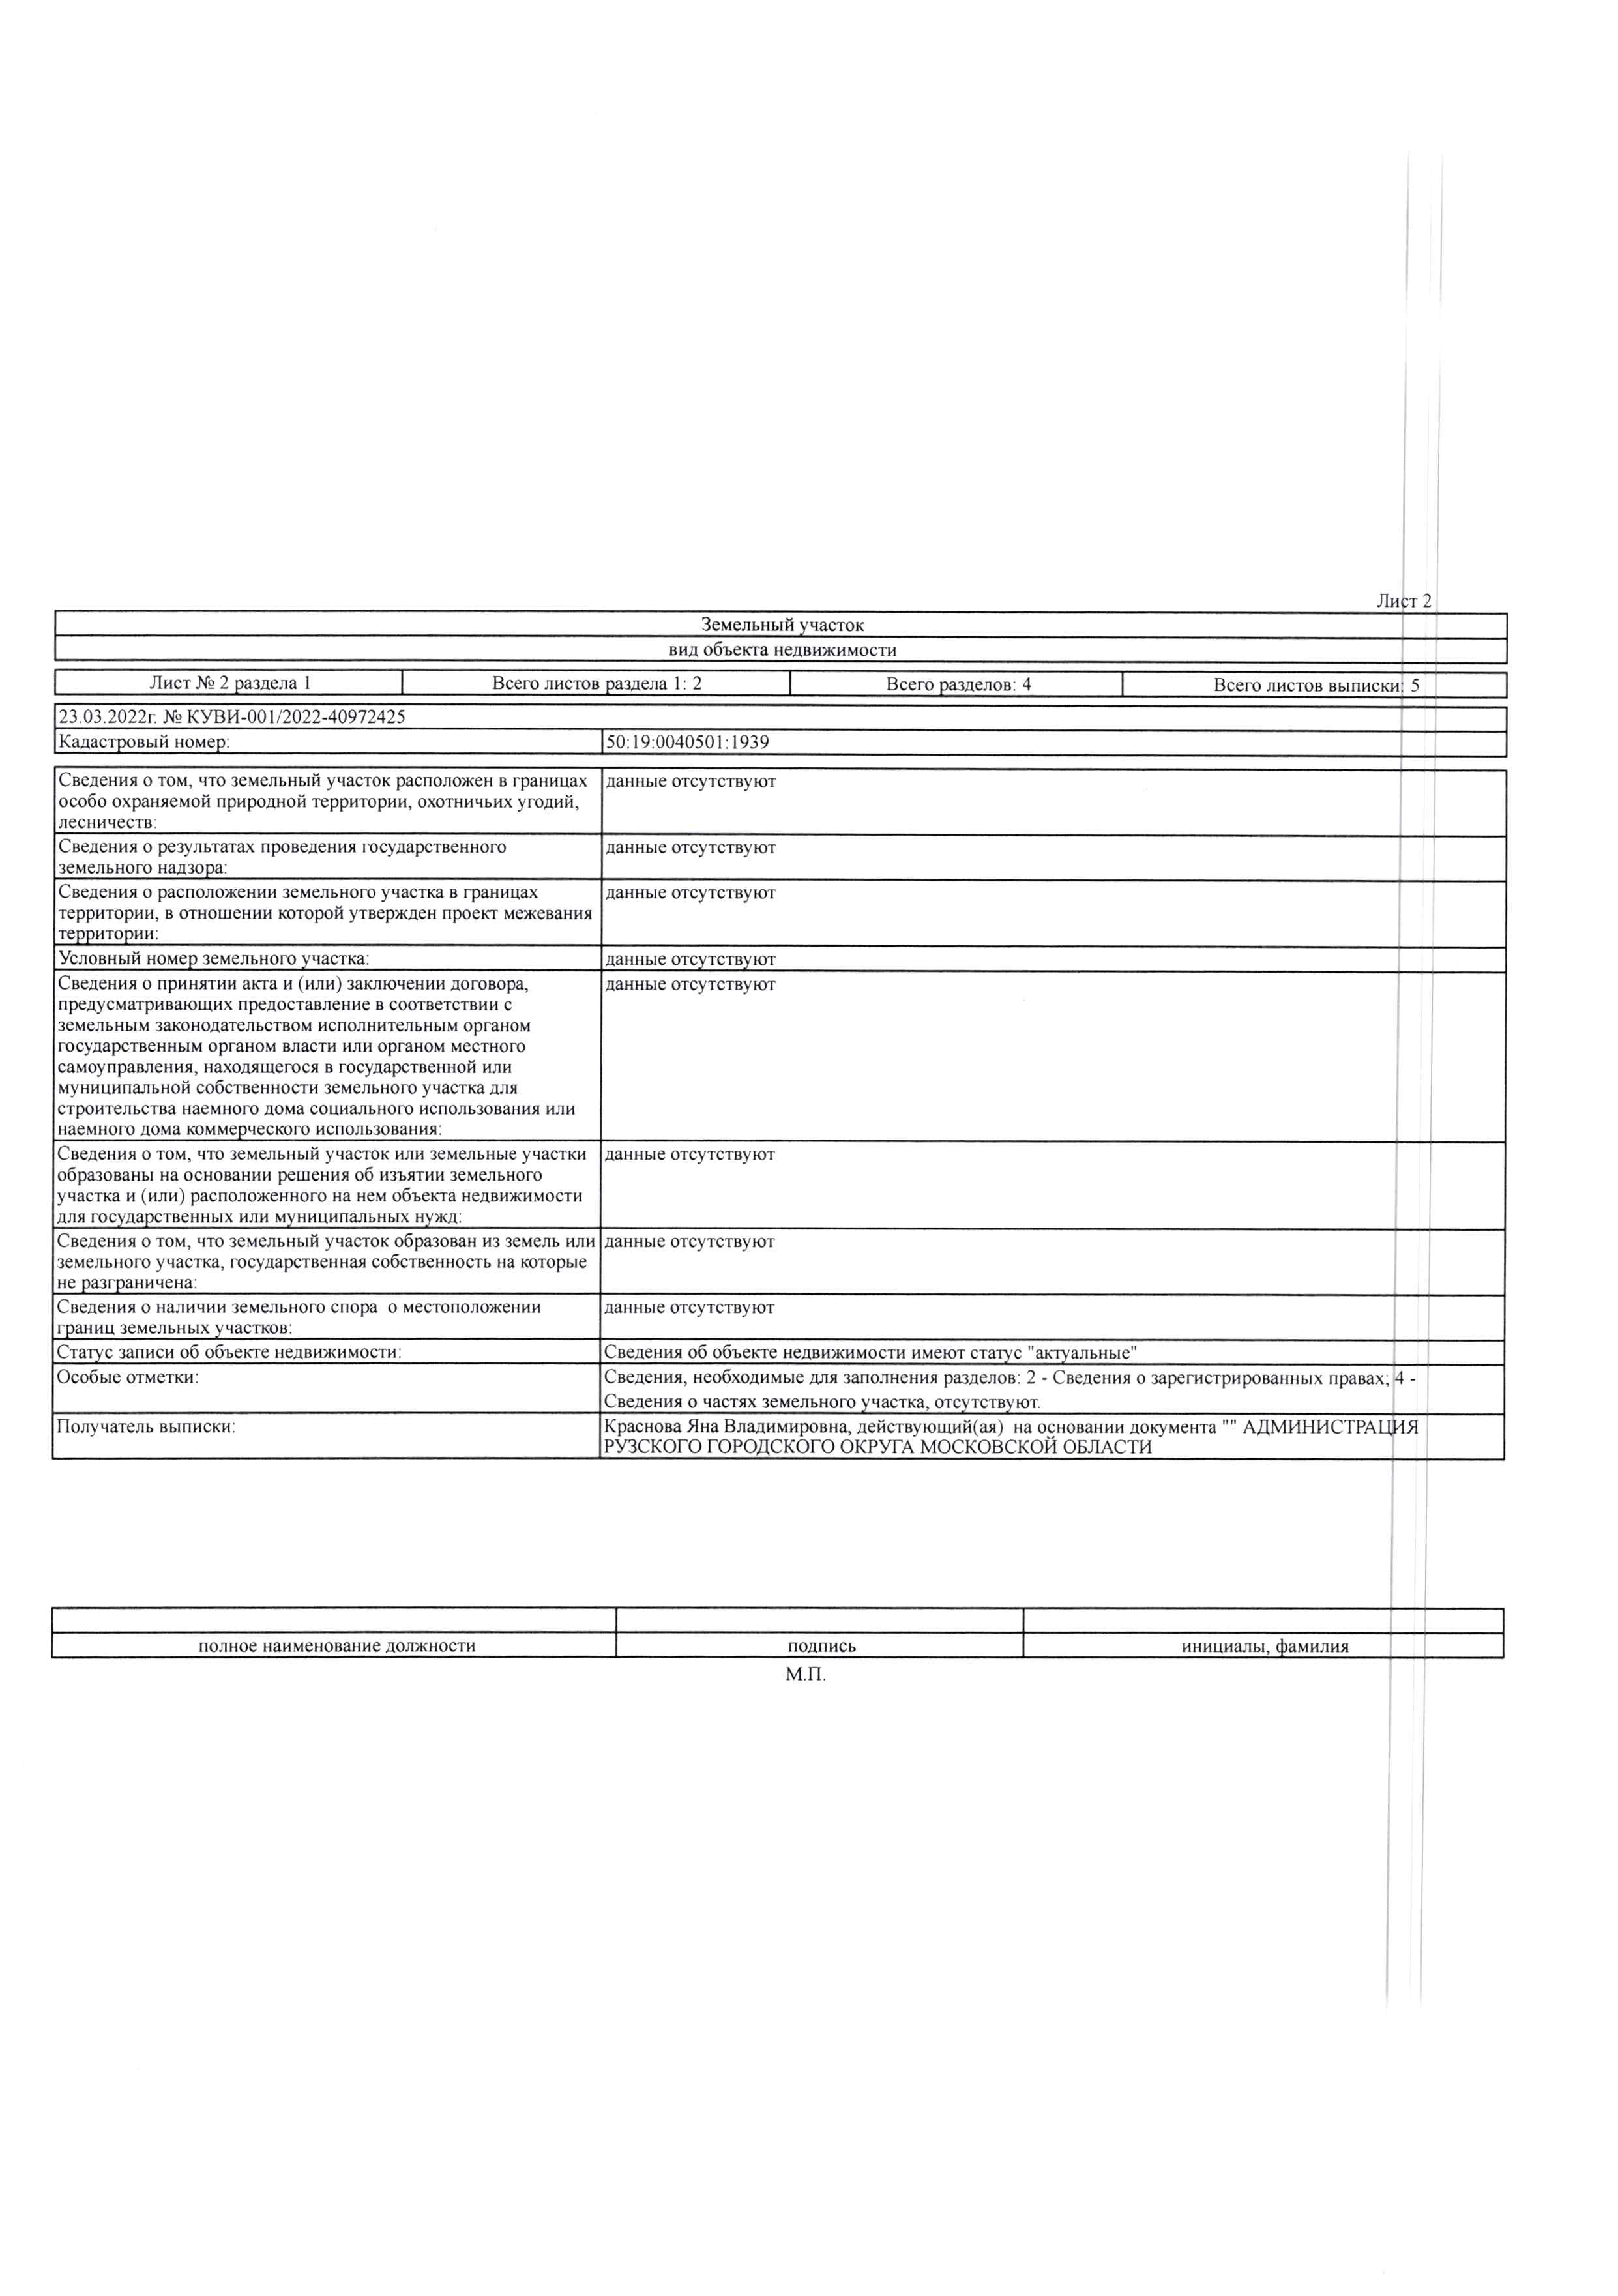 Лист 2
Земельный участок
вид объекта недвижимости
Лист № 2 раздела 1 Всего листов раздела 1: 2 Всего разделов: 4 Всего листов выписки: 5
23.03.2022г. № КУВИ-001/2022-40972425
Кадастровый номер: 50:19:0040501:1939
Сведения о том, что земельный участок расположен в границах данные отсутствуют
особо охраняемой природной территории, охотничьих угодий,
лесничеств:
Сведения о результатах проведения государственного данные отсутствуют
земельного надзора:
Сведения о расположении земельного участка в границах данные отсутствуют
территории, в отношении которой утвержден проект межевания
территории:
Условный номер земельного участка: данные отсутствуют
Сведения о принятии акта и (или) заключении договора, данные отсутствуют
предусматривающих предоставление в соответствии с
земельным законодательством исполнительным органом
государственным органом власти или органом местного
самоуправления, находящегося в государственной или
муниципальной собственности земельного участка для
строительства наемного дома социального использования или
наемного дома коммерческого использования:
Сведения о том, что земельный участок или земельные участки данные отсутствуют
образованы на основании решения об изъятии земельного
участка и (или) расположенного на нем объекта недвижимости
для государственных или муниципальных нужд:
Сведения о том, что земельный участок образован из земель или данные отсутствуют
земельного участка, государственная собственность на которые
не разграничена:
Сведения о наличии земельного спора о местоположении данные отсутствуют
границ земельных участков:
Статус записи об объекте недвижимости: Сведения об объекте недвижимости имеют статус "актуальные"
Особые отметки: Сведения, необходимые для заполнения разделов: 2 - Сведения о зарегистрированных правах; 4 -
Сведения о частях земельного участка, отсутствуют.
Получатель выписки: Краснова Яна Владимировна, действующий(ая) на основании документа "" АДМИНИСТРАЦИЯ
РУЗСКОГО ГОРОДСКОГО ОКРУГА МОСКОВСКОЙ ОБЛАСТИ
полное наименование должности подпись инициалы, фамилия
М.П.